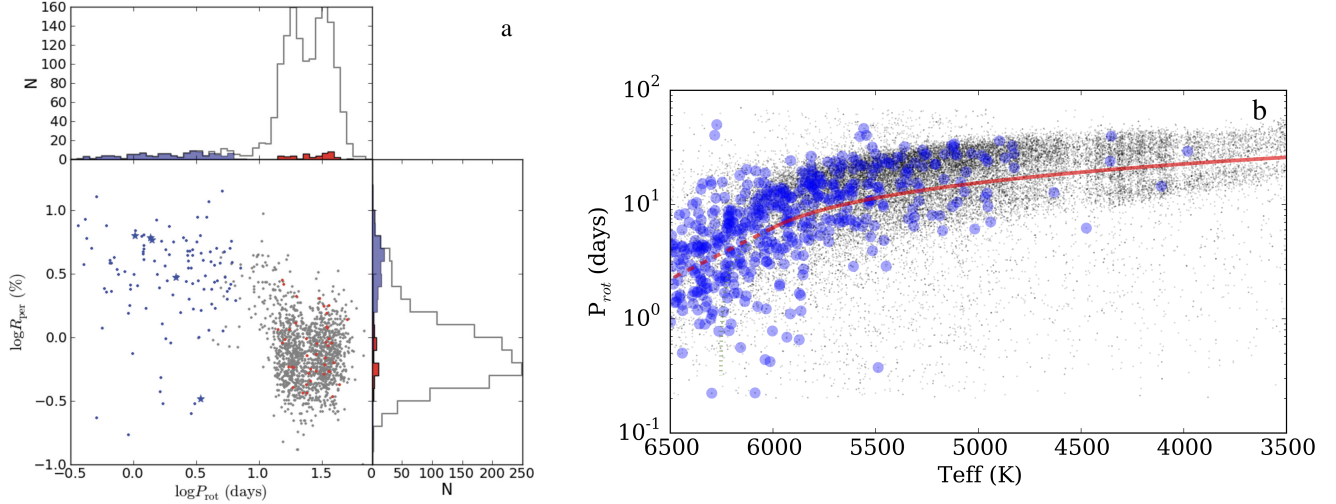 a
160
140
120
100
80
60
40
20
0
N
1.0
0.5
0.0
−0.5
−1.0
logR_per (%)
−0.5 0.0 0.5 1.0 1.5
logP_rot (days)
0 50 100 150 200 250
N
b
10^2
10^1
10^0
10^-1
P_rot (days)
6500 6000 5500 5000 4500 4000 3500
Teff (K)